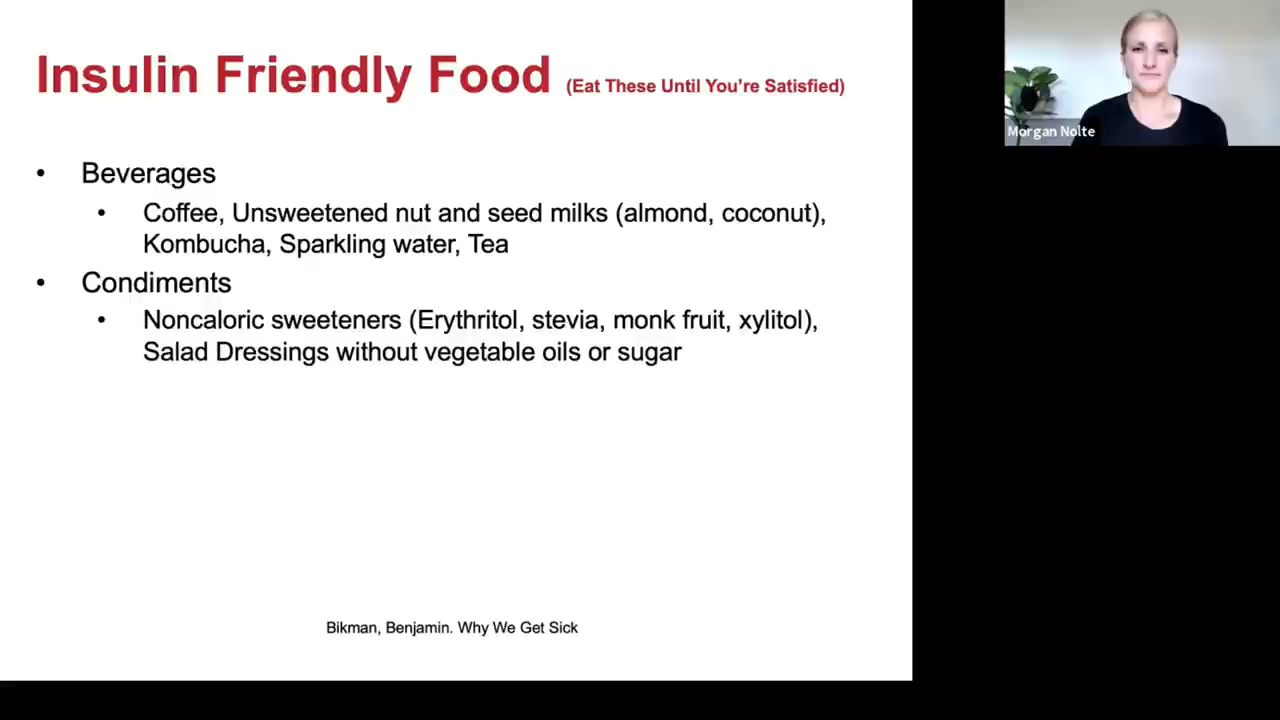 Insulin Friendly Food (Eat These Until You're Satisfied)
• Beverages
• Coffee, Unsweetened nut and seed milks (almond, coconut),
Kombucha, Sparkling water, Tea
• Condiments
• Noncaloric sweeteners (Erythritol, stevia, monk fruit, xylitol),
Salad Dressings without vegetable oils or sugar
Bikman, Benjamin. Why We Get Sick
Morgan Nolte